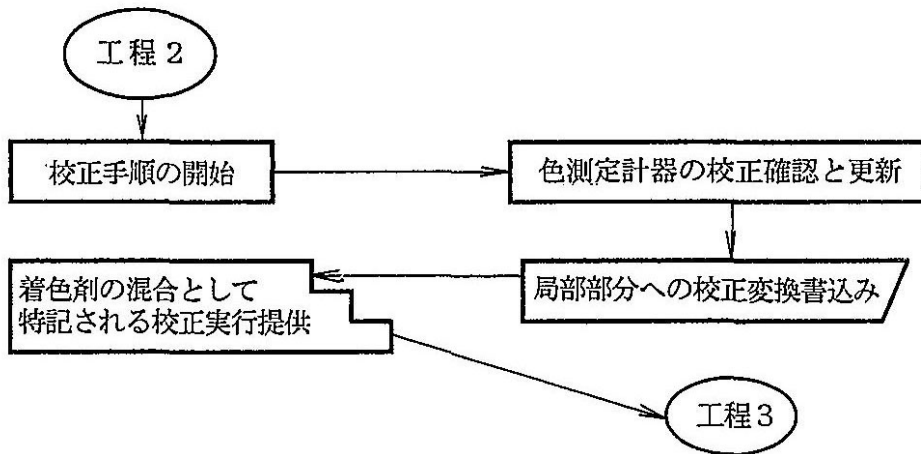 工程2
校正手順の開始
色測定計器の校正確認と更新
局部部分への校正変換書込み
着色剤の混合として
特記される校正実行提供
工程3